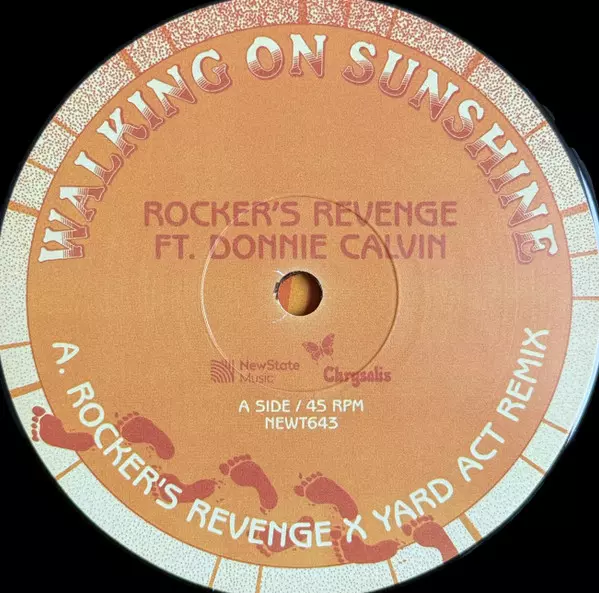 WALKING ON SUNSHINE
ROCKER'S REVENGE
FT. DONNIE CALVIN
NewState
Music
Chrysalis
A SIDE / 45 RPM
NEWT643
A. ROCKER'S REVENGE X YARD ACT REMIX